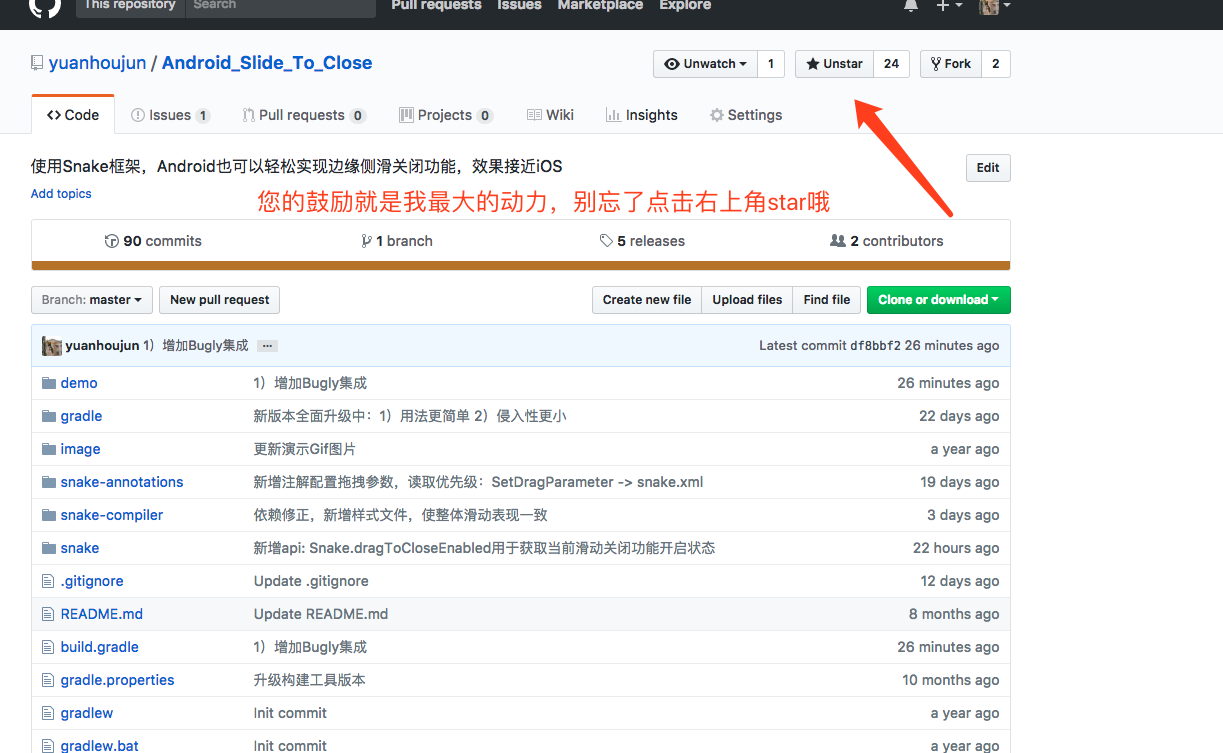 This repository Search Pull requests Issues Marketplace Explore
yuanhoujun / Android_Slide_To_Close Unwatch 1 Unstar 24 Fork 2
Code Issues 1 Pull requests 0 Projects 0 Wiki Insights Settings
使用Snake框架，Android也可以轻松实现边缘侧滑关闭功能，效果接近iOS Edit
Add topics
您的鼓励就是我最大的动力，别忘了点击右上角star哦
90 commits 1 branch 5 releases 2 contributors
Branch: master New pull request Create new file Upload files Find file Clone or download
yuanhoujun 1）增加Bugly集成 ... Latest commit df8bbf2 26 minutes ago
demo 1）增加Bugly集成 26 minutes ago
gradle 新版本全面升级中：1）用法更简单 2）侵入性更小 22 days ago
image 更新演示Gif图片 a year ago
snake-annotations 新增注解配置拖拽参数，读取优先级：SetDragParameter -> snake.xml 19 days ago
snake-compiler 依赖修正，新增样式文件，使整体滑动表现一致 3 days ago
snake 新增api: Snake.dragToCloseEnabled用于获取当前滑动关闭功能开启状态 22 hours ago
.gitignore Update .gitignore 12 days ago
README.md Update README.md 8 months ago
build.gradle 1）增加Bugly集成 26 minutes ago
gradle.properties 升级构建工具版本 10 months ago
gradlew Init commit a year ago
gradlew.bat Init commit a year ago